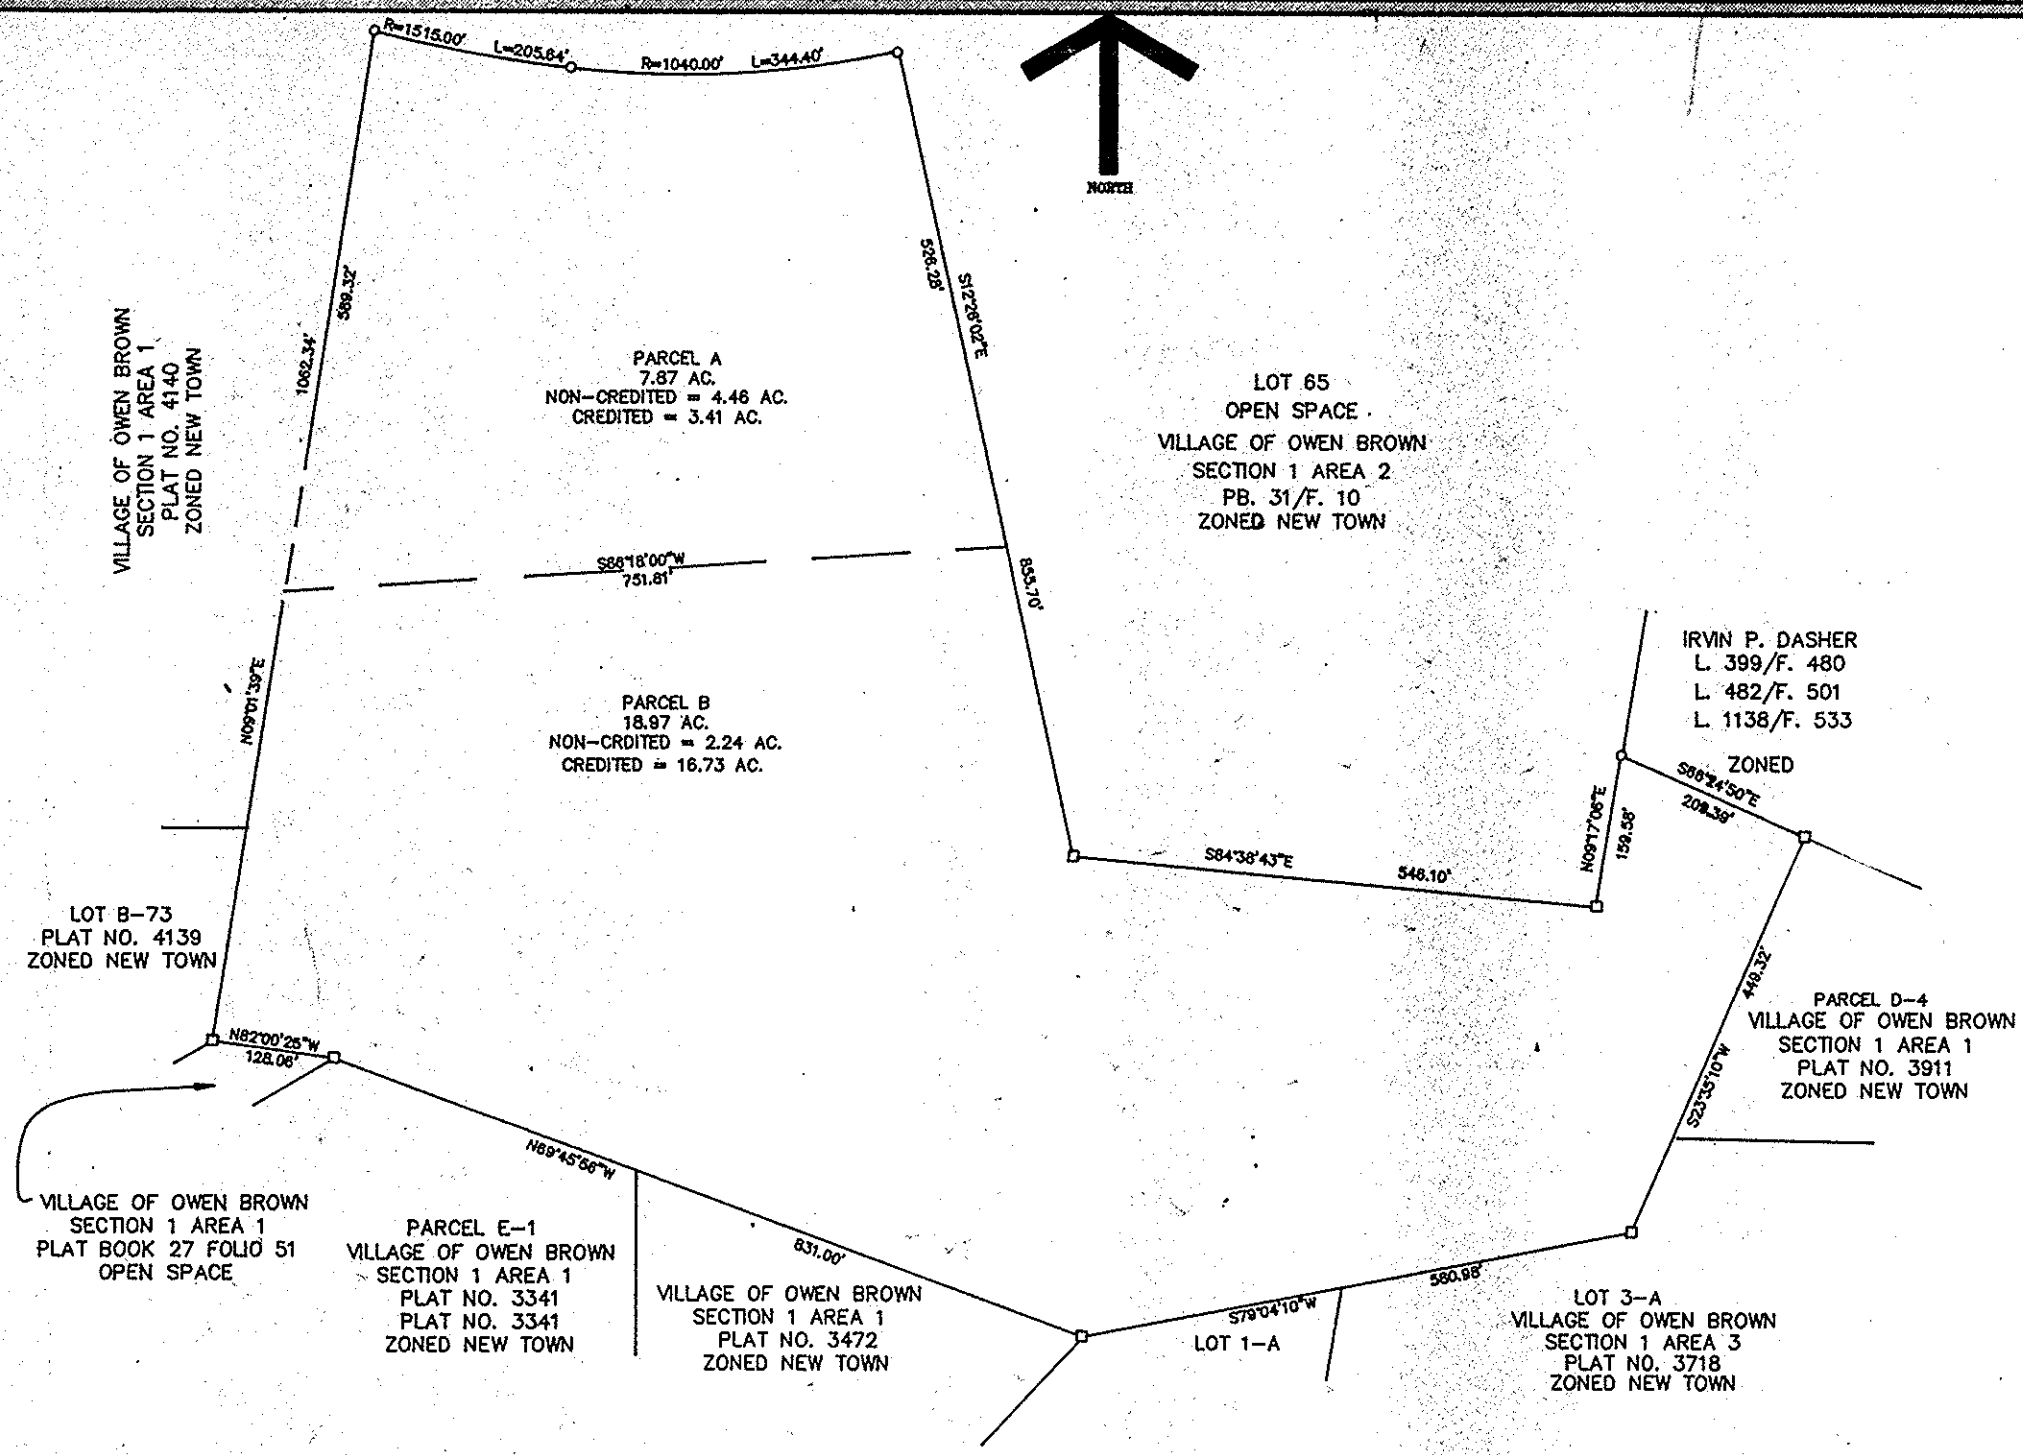 R=1515.00'
L=205.64'
R=1040.00'
L=344.40'
NORTH
526.28'
S12°26'02"E
855.70'
569.32'
1062.34'
N09°01'39"E
VILLAGE OF OWEN BROWN
SECTION 1 AREA 1
PLAT NO. 4140
ZONED NEW TOWN
PARCEL A
7.87 AC.
NON-CREDITED = 4.46 AC.
CREDITED = 3.41 AC.
LOT 65
OPEN SPACE
VILLAGE OF OWEN BROWN
SECTION 1 AREA 2
PB. 31/F. 10
ZONED NEW TOWN
S86°18'00"W
751.81'
PARCEL B
18.97 AC.
NON-CRDITED = 2.24 AC.
CREDITED = 16.73 AC.
IRVIN P. DASHER
L. 399/F. 480
L. 482/F. 501
L. 1138/F. 533
ZONED
S66°24'50"E
209.39'
N09°17'06"E
159.58'
S84°38'43"E
546.10'
LOT B-73
PLAT NO. 4139
ZONED NEW TOWN
449.32'
S23°35'10"W
PARCEL D-4
VILLAGE OF OWEN BROWN
SECTION 1 AREA 1
PLAT NO. 3911
ZONED NEW TOWN
N82°00'25"W
128.06'
N69°45'56"W
831.00'
VILLAGE OF OWEN BROWN
SECTION 1 AREA 1
PLAT BOOK 27 FOLIO 51
OPEN SPACE
PARCEL E-1
VILLAGE OF OWEN BROWN
SECTION 1 AREA 1
PLAT NO. 3341
PLAT NO. 3341
ZONED NEW TOWN
VILLAGE OF OWEN BROWN
SECTION 1 AREA 1
PLAT NO. 3472
ZONED NEW TOWN
S79°04'10"W
580.98'
LOT 1-A
LOT 3-A
VILLAGE OF OWEN BROWN
SECTION 1 AREA 3
PLAT NO. 3718
ZONED NEW TOWN